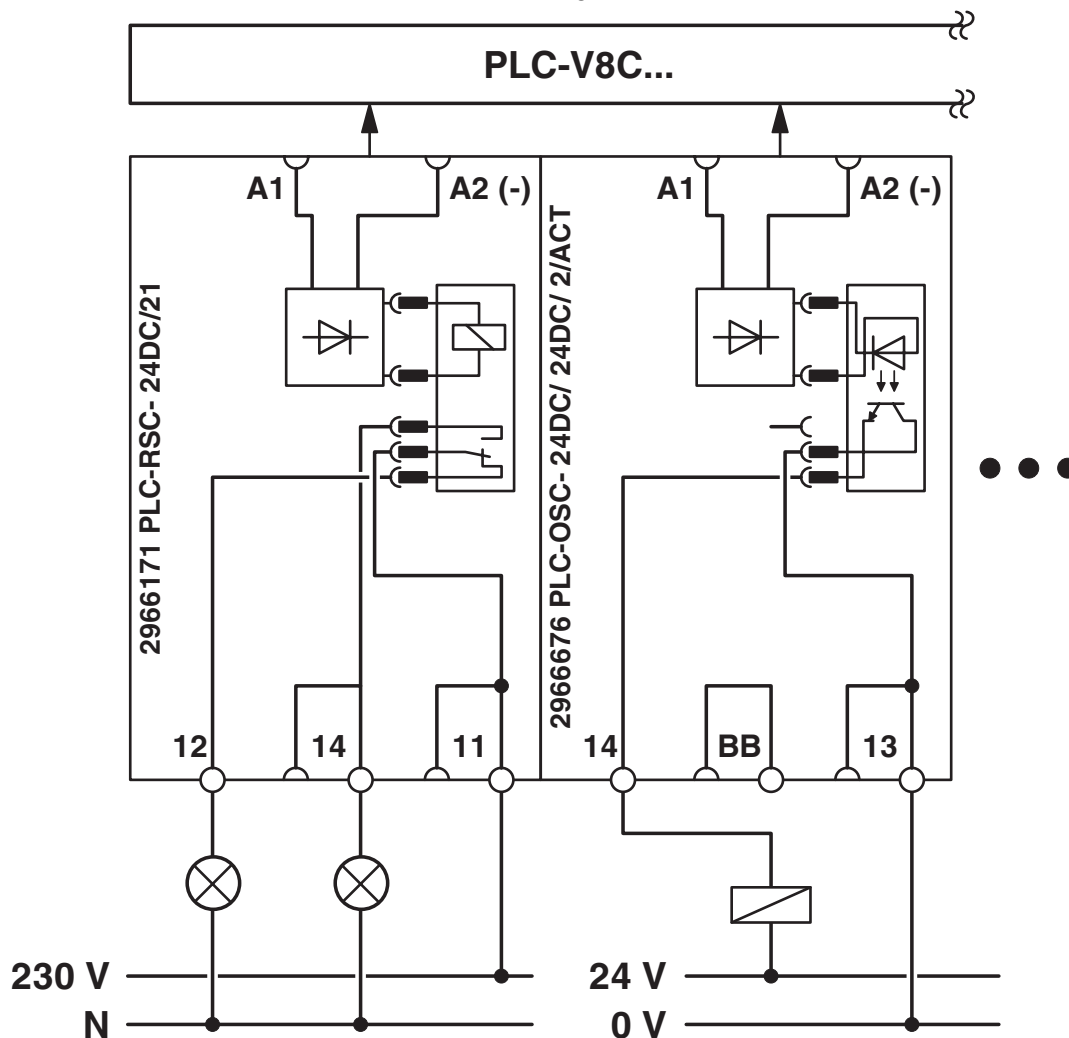 PLC-V8C...
A1 A2 (-) A1 A2 (-)
2966171 PLC-RSC- 24DC/21
2966676 PLC-OSC- 24DC/ 24DC/ 2/ACT
12 14 11 14 BB 13
230 V 24 V
N 0 V